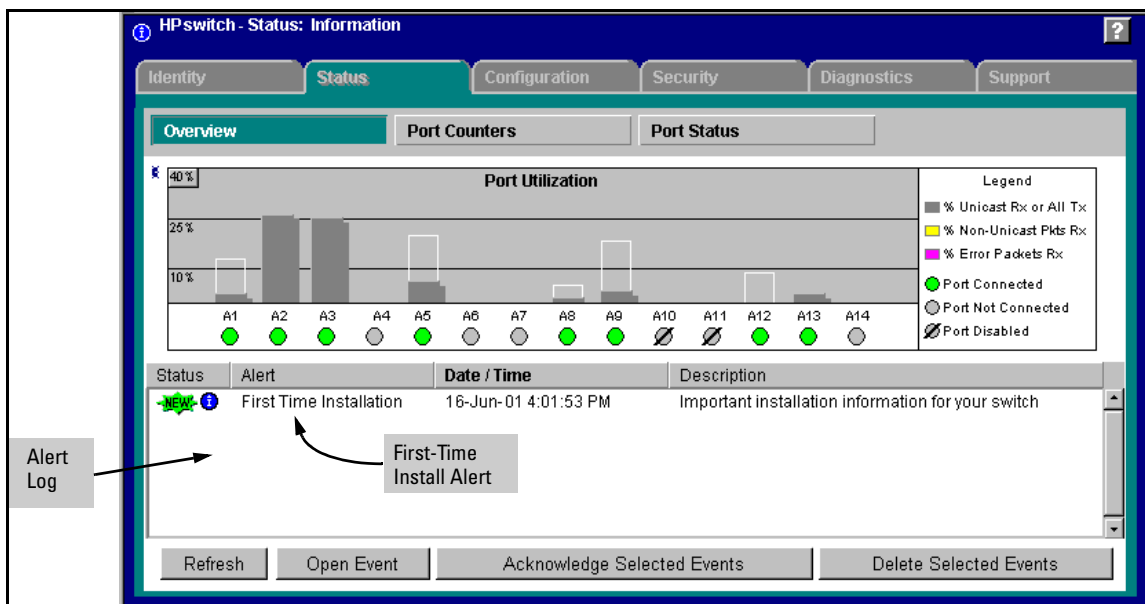 HPswitch - Status: Information
?
Identity Status Configuration Security Diagnostics Support
Overview Port Counters Port Status
40% Port Utilization
25%
10%
A1 A2 A3 A4 A5 A6 A7 A8 A9 A10 A11 A12 A13 A14
Legend
% Unicast Rx or All Tx
% Non-Unicast Pkts Rx
% Error Packets Rx
Port Connected
Port Not Connected
Port Disabled
Status Alert Date / Time Description
NEW! i First Time Installation 16-Jun-01 4:01:53 PM Important installation information for your switch
Alert
Log
First-Time
Install Alert
Refresh Open Event Acknowledge Selected Events Delete Selected Events